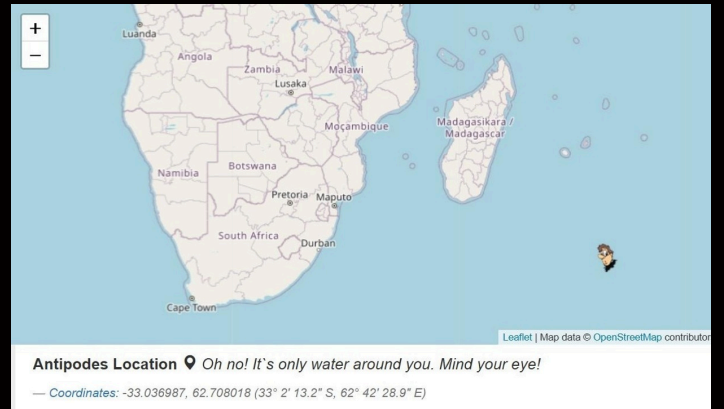 +
−
Luanda
Angola
Zambia
Malawi
Lusaka
Madagasikara /
Madagascar
Moçambique
Botswana
Namibia
Pretoria Maputo
South Africa
Durban
Cape Town
Leaflet | Map data © OpenStreetMap contributor
Antipodes Location Oh no! It`s only water around you. Mind your eye!
— Coordinates: -33.036987, 62.708018 (33° 2' 13.2" S, 62° 42' 28.9" E)